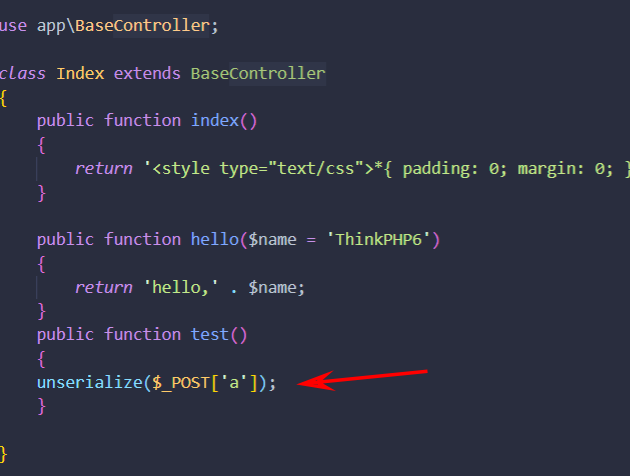 use app\BaseController;
class Index extends BaseController
{
public function index()
{
return '<style type="text/css">*{ padding: 0; margin: 0; }
}
public function hello($name = 'ThinkPHP6')
{
return 'hello,' . $name;
}
public function test()
{
unserialize($_POST['a']);
}
}